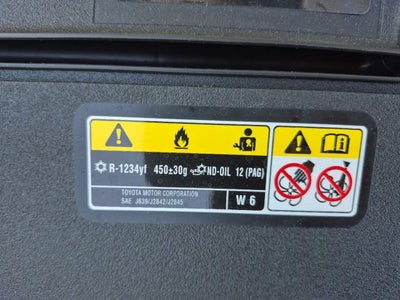 R-1234yf 450±30g ND-OIL 12 (PAG)
TOYOTA MOTOR CORPORATION
SAE J639/J2842/J2845
W 6